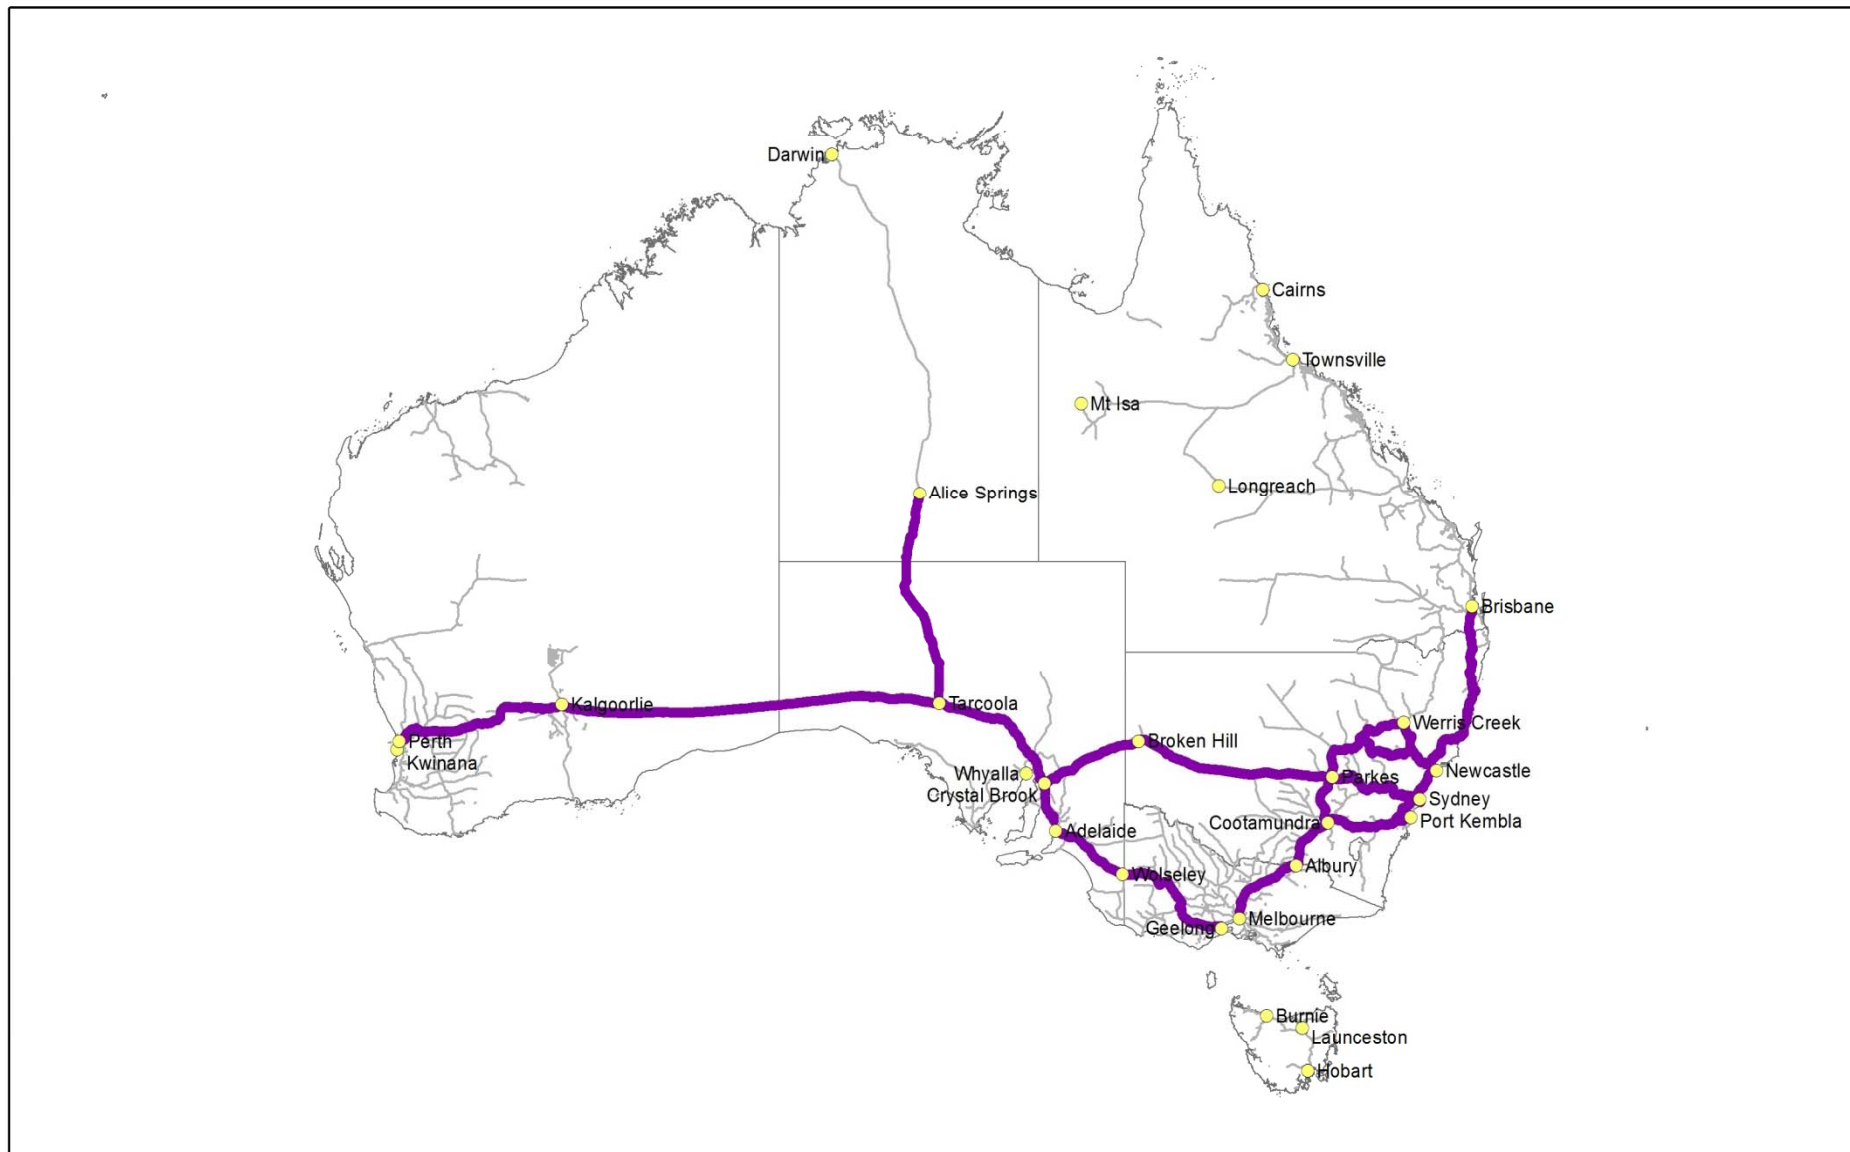 Darwin
Cairns
Townsville
Mt Isa
Longreach
Alice Springs
Brisbane
Kalgoorlie
Tarcoola
Werris Creek
Perth
Broken Hill
Kwinana
Whyalla
Newcastle
Parkes
Crystal Brook
Sydney
Cootamundra
Port Kembla
Adelaide
Albury
Wolseley
Melbourne
Geelong
Burnie
Launceston
Hobart